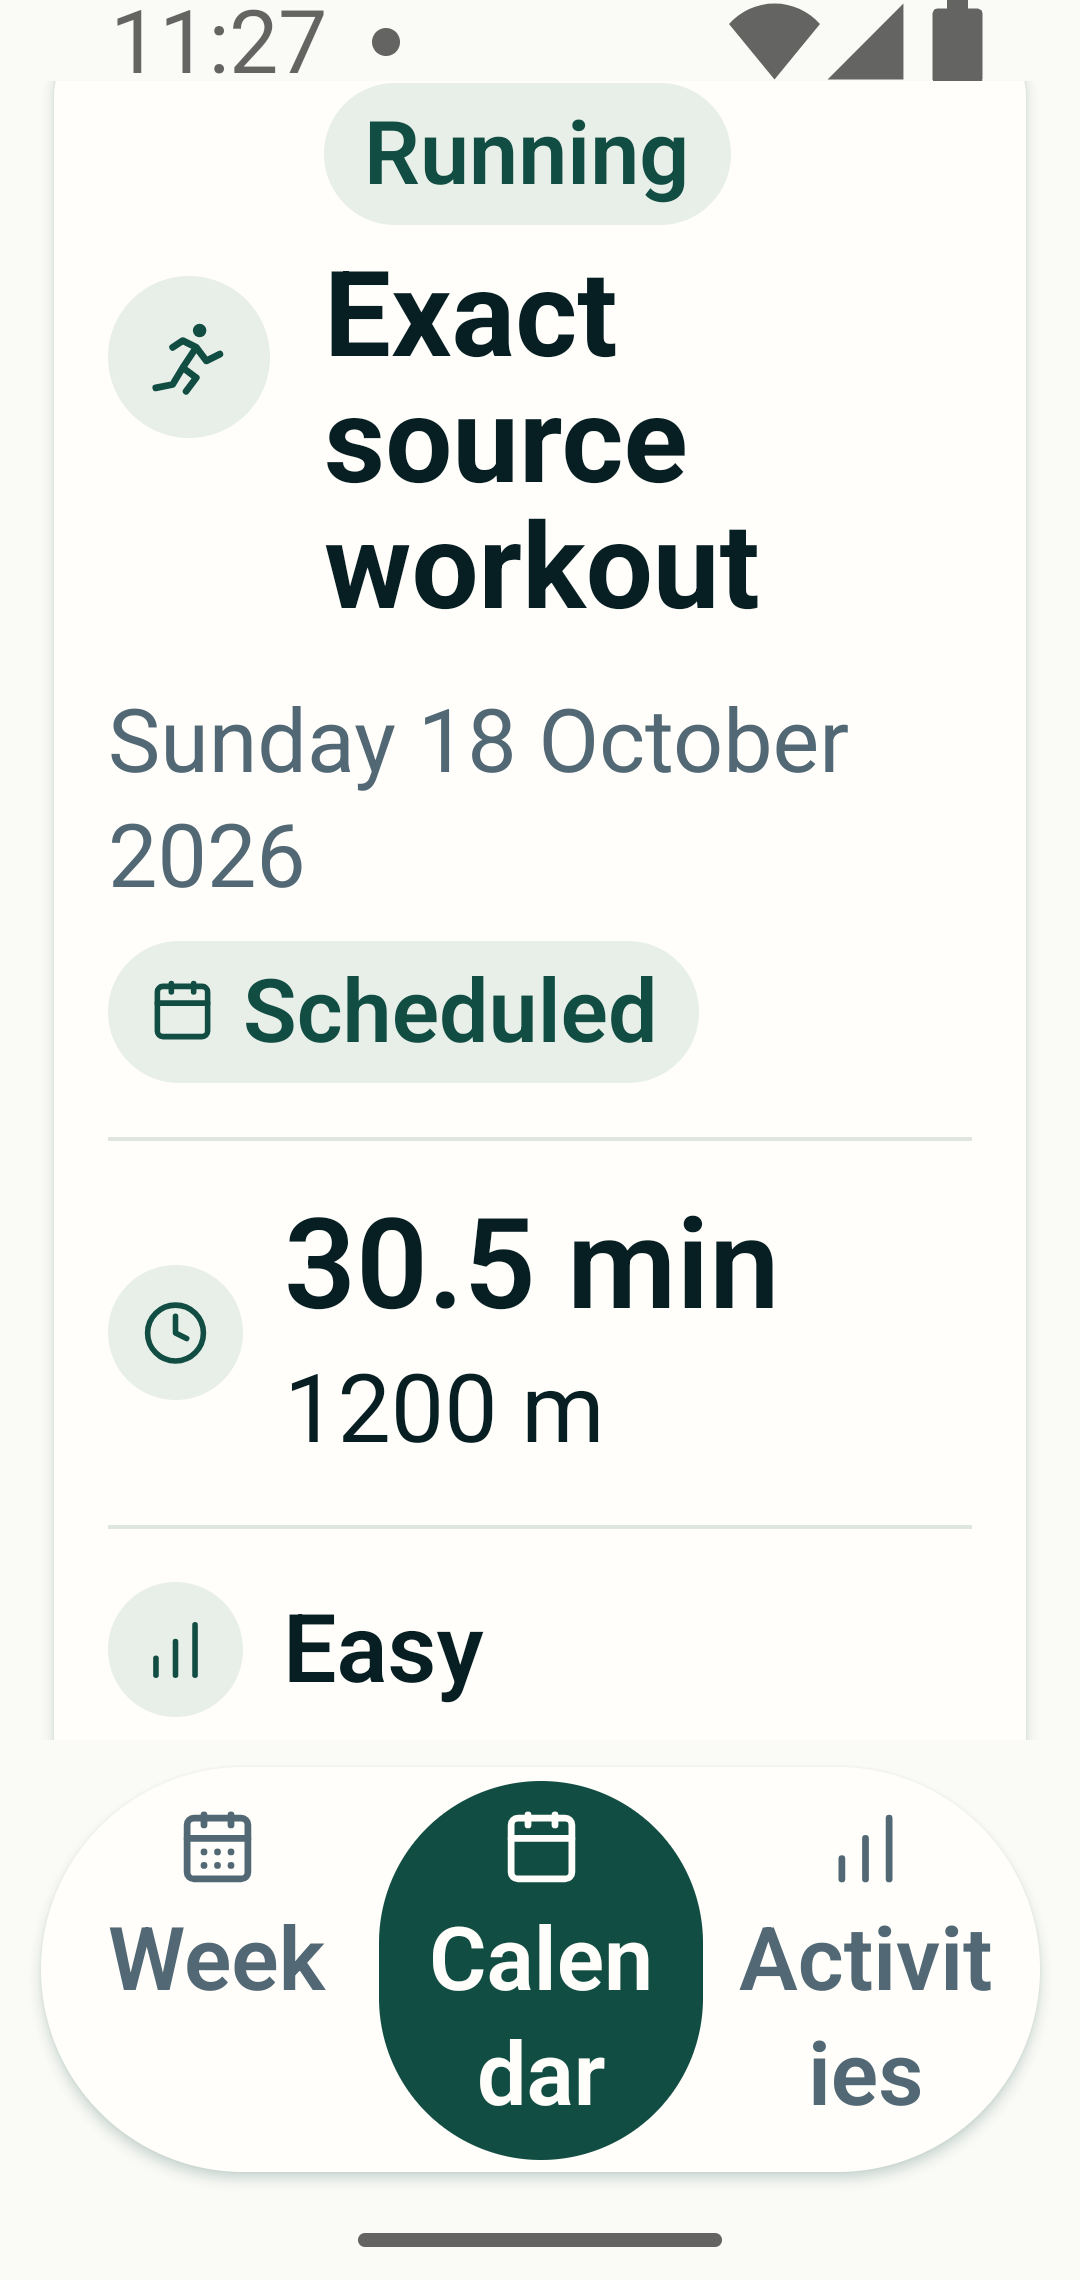 11:27
Running
Exact
source
workout
Sunday 18 October
2026
Scheduled
30.5 min
1200 m
Easy
Week
Calen
dar
Activit
ies